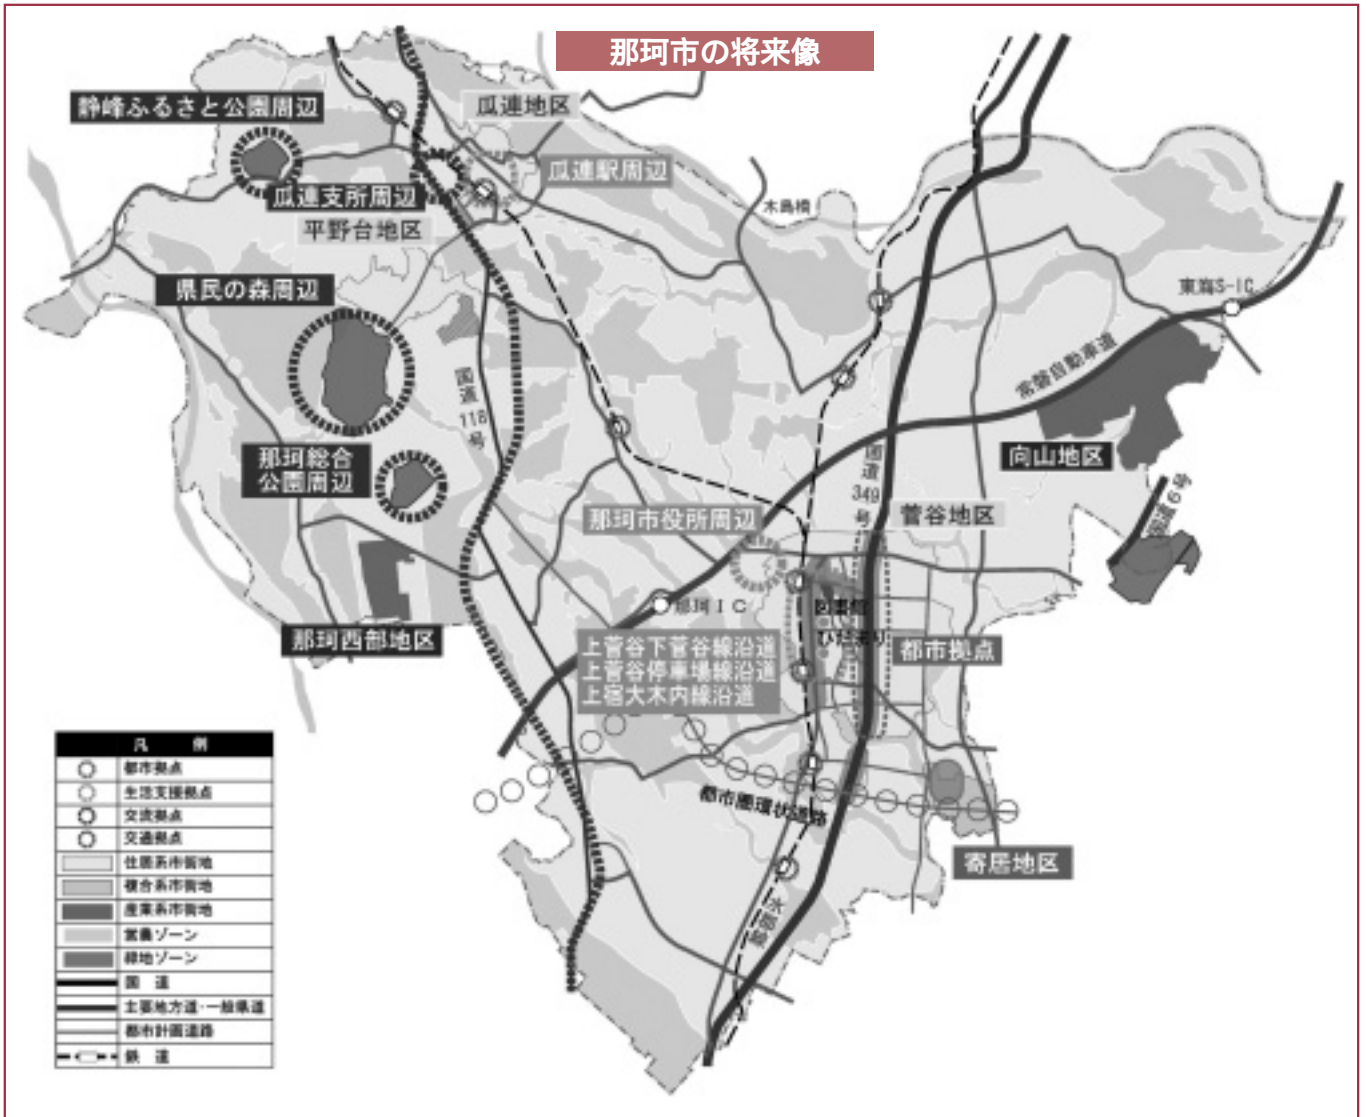 那珂市の将来像
静峰ふるさと公園周辺
瓜連地区
瓜連駅周辺
瓜連支所周辺
平野台地区
木島橋
県民の森周辺
東海S-IC
常磐自動車道
国道118号
那珂総合
公園周辺
向山地区
国道349号
国道6号
菅谷地区
那珂市役所周辺
那珂IC
図書館
那珂西部地区
上菅谷下菅谷線沿道
上菅谷停車場線沿道
上宿大木内線沿道
都市拠点
都市圏環状道路
寄居地区
凡 例
都市拠点
生活支援拠点
交流拠点
交通拠点
住居系市街地
複合系市街地
産業系市街地
営農ゾーン
緑地ゾーン
国 道
主要地方道・一般県道
都市計画道路
鉄 道